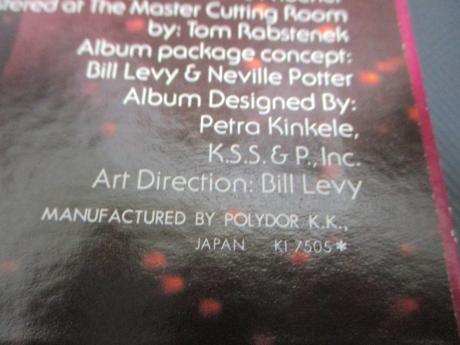 at The Master Cutting Room
by: Tom Rabstenek
Album package concept:
Bill Levy & Neville Potter
Album Designed By:
Petra Kinkele,
K.S.S. & P., Inc.
Art Direction: Bill Levy
MANUFACTURED BY POLYDOR K.K.,
JAPAN KI 7505*